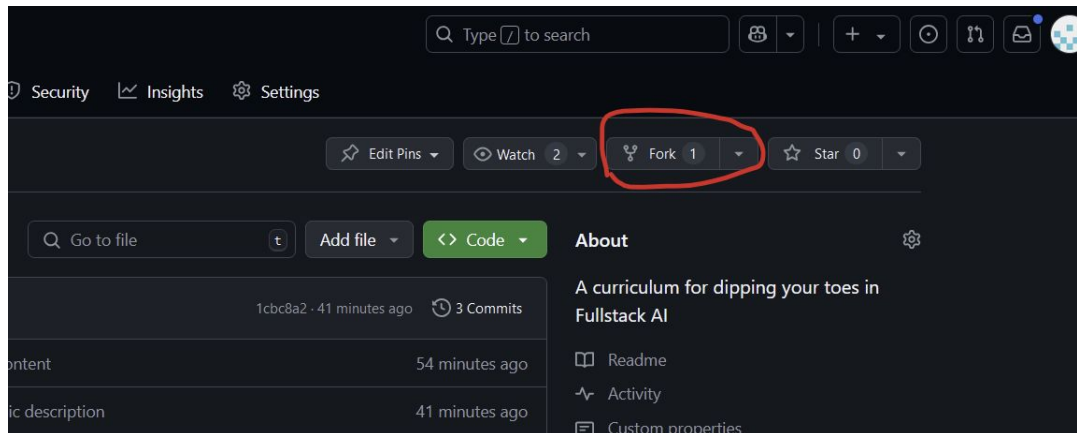 Type / to search
Security Insights Settings
Edit Pins Watch 2 Fork 1 Star 0
Go to file t Add file Code About
A curriculum for dipping your toes in
Fullstack AI
1cbc8a2 · 41 minutes ago 3 Commits
ontent 54 minutes ago Readme
Activity
ic description 41 minutes ago
Custom properties